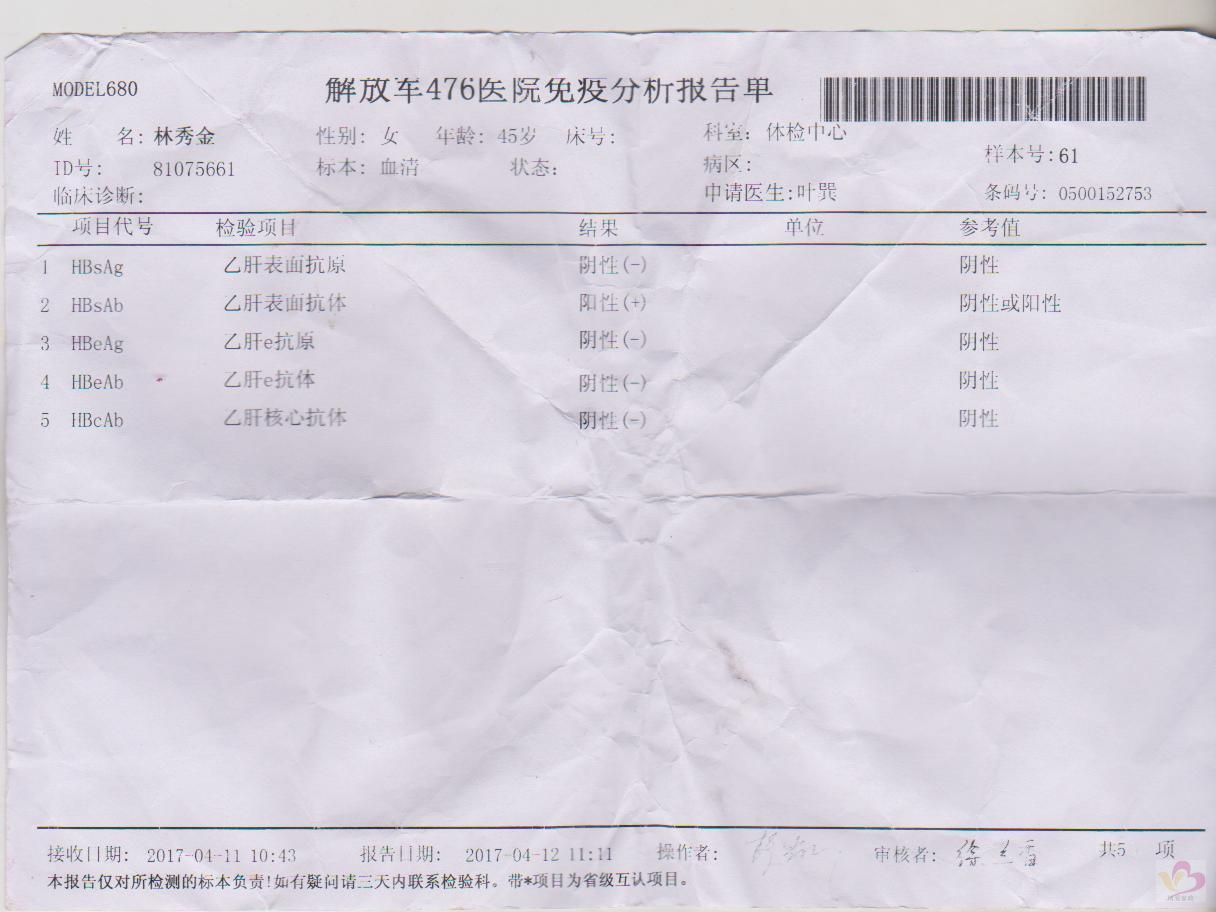 MODEL680
解放军476医院免疫分析报告单
姓 名: 林秀金 性别: 女 年龄: 45岁 床号: 科室: 体检中心
ID号: 81075661 标本: 血清 状态: 病区: 样本号:61
临床诊断: 申请医生:叶巽 条码号: 0500152753
项目代号 检验项目 结果 单位 参考值
1 HBsAg 乙肝表面抗原 阴性(-) 阴性
2 HBsAb 乙肝表面抗体 阳性(+) 阴性或阳性
3 HBeAg 乙肝e抗原 阴性(-) 阴性
4 HBeAb 乙肝e抗体 阴性(-) 阴性
5 HBcAb 乙肝核心抗体 阴性(-) 阴性
接收日期: 2017-04-11 10:43 报告日期: 2017-04-12 11:11 操作者: 审核者: 共5 项
本报告仅对所检测的标本负责!如有疑问请三天内联系检验科。带*项目为省级互认项目。